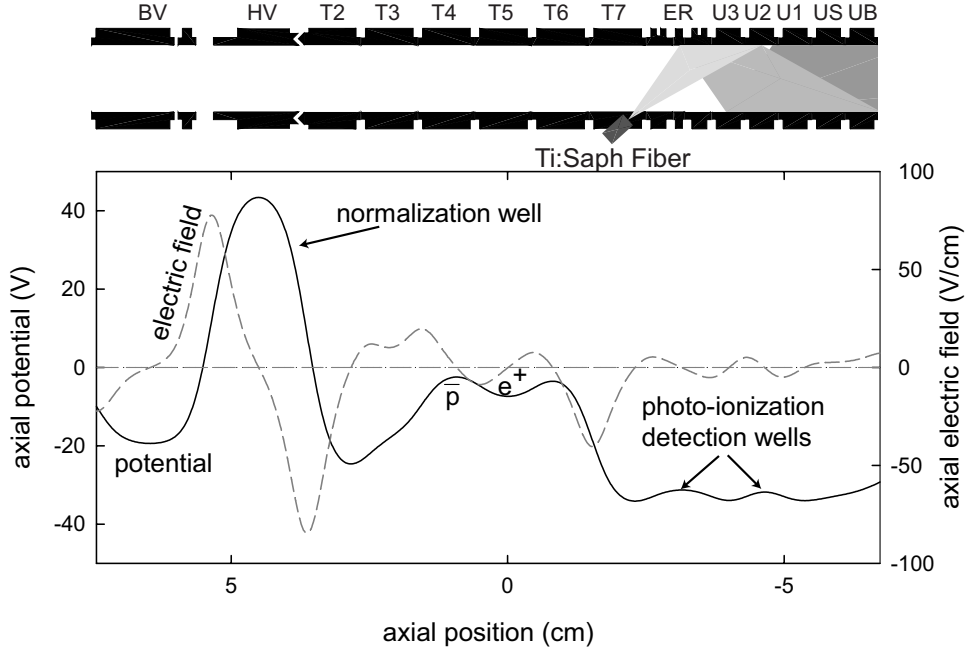 BV HV T2 T3 T4 T5 T6 T7 ER U3 U2 U1 US UB
Ti:Saph Fiber
axial potential (V)
40
20
0
-20
-40
electric field
normalization well
potential
p̅
e⁺
photo-ionization
detection wells
100
50
0
-50
-100
axial electric field (V/cm)
5 0 -5
axial position (cm)